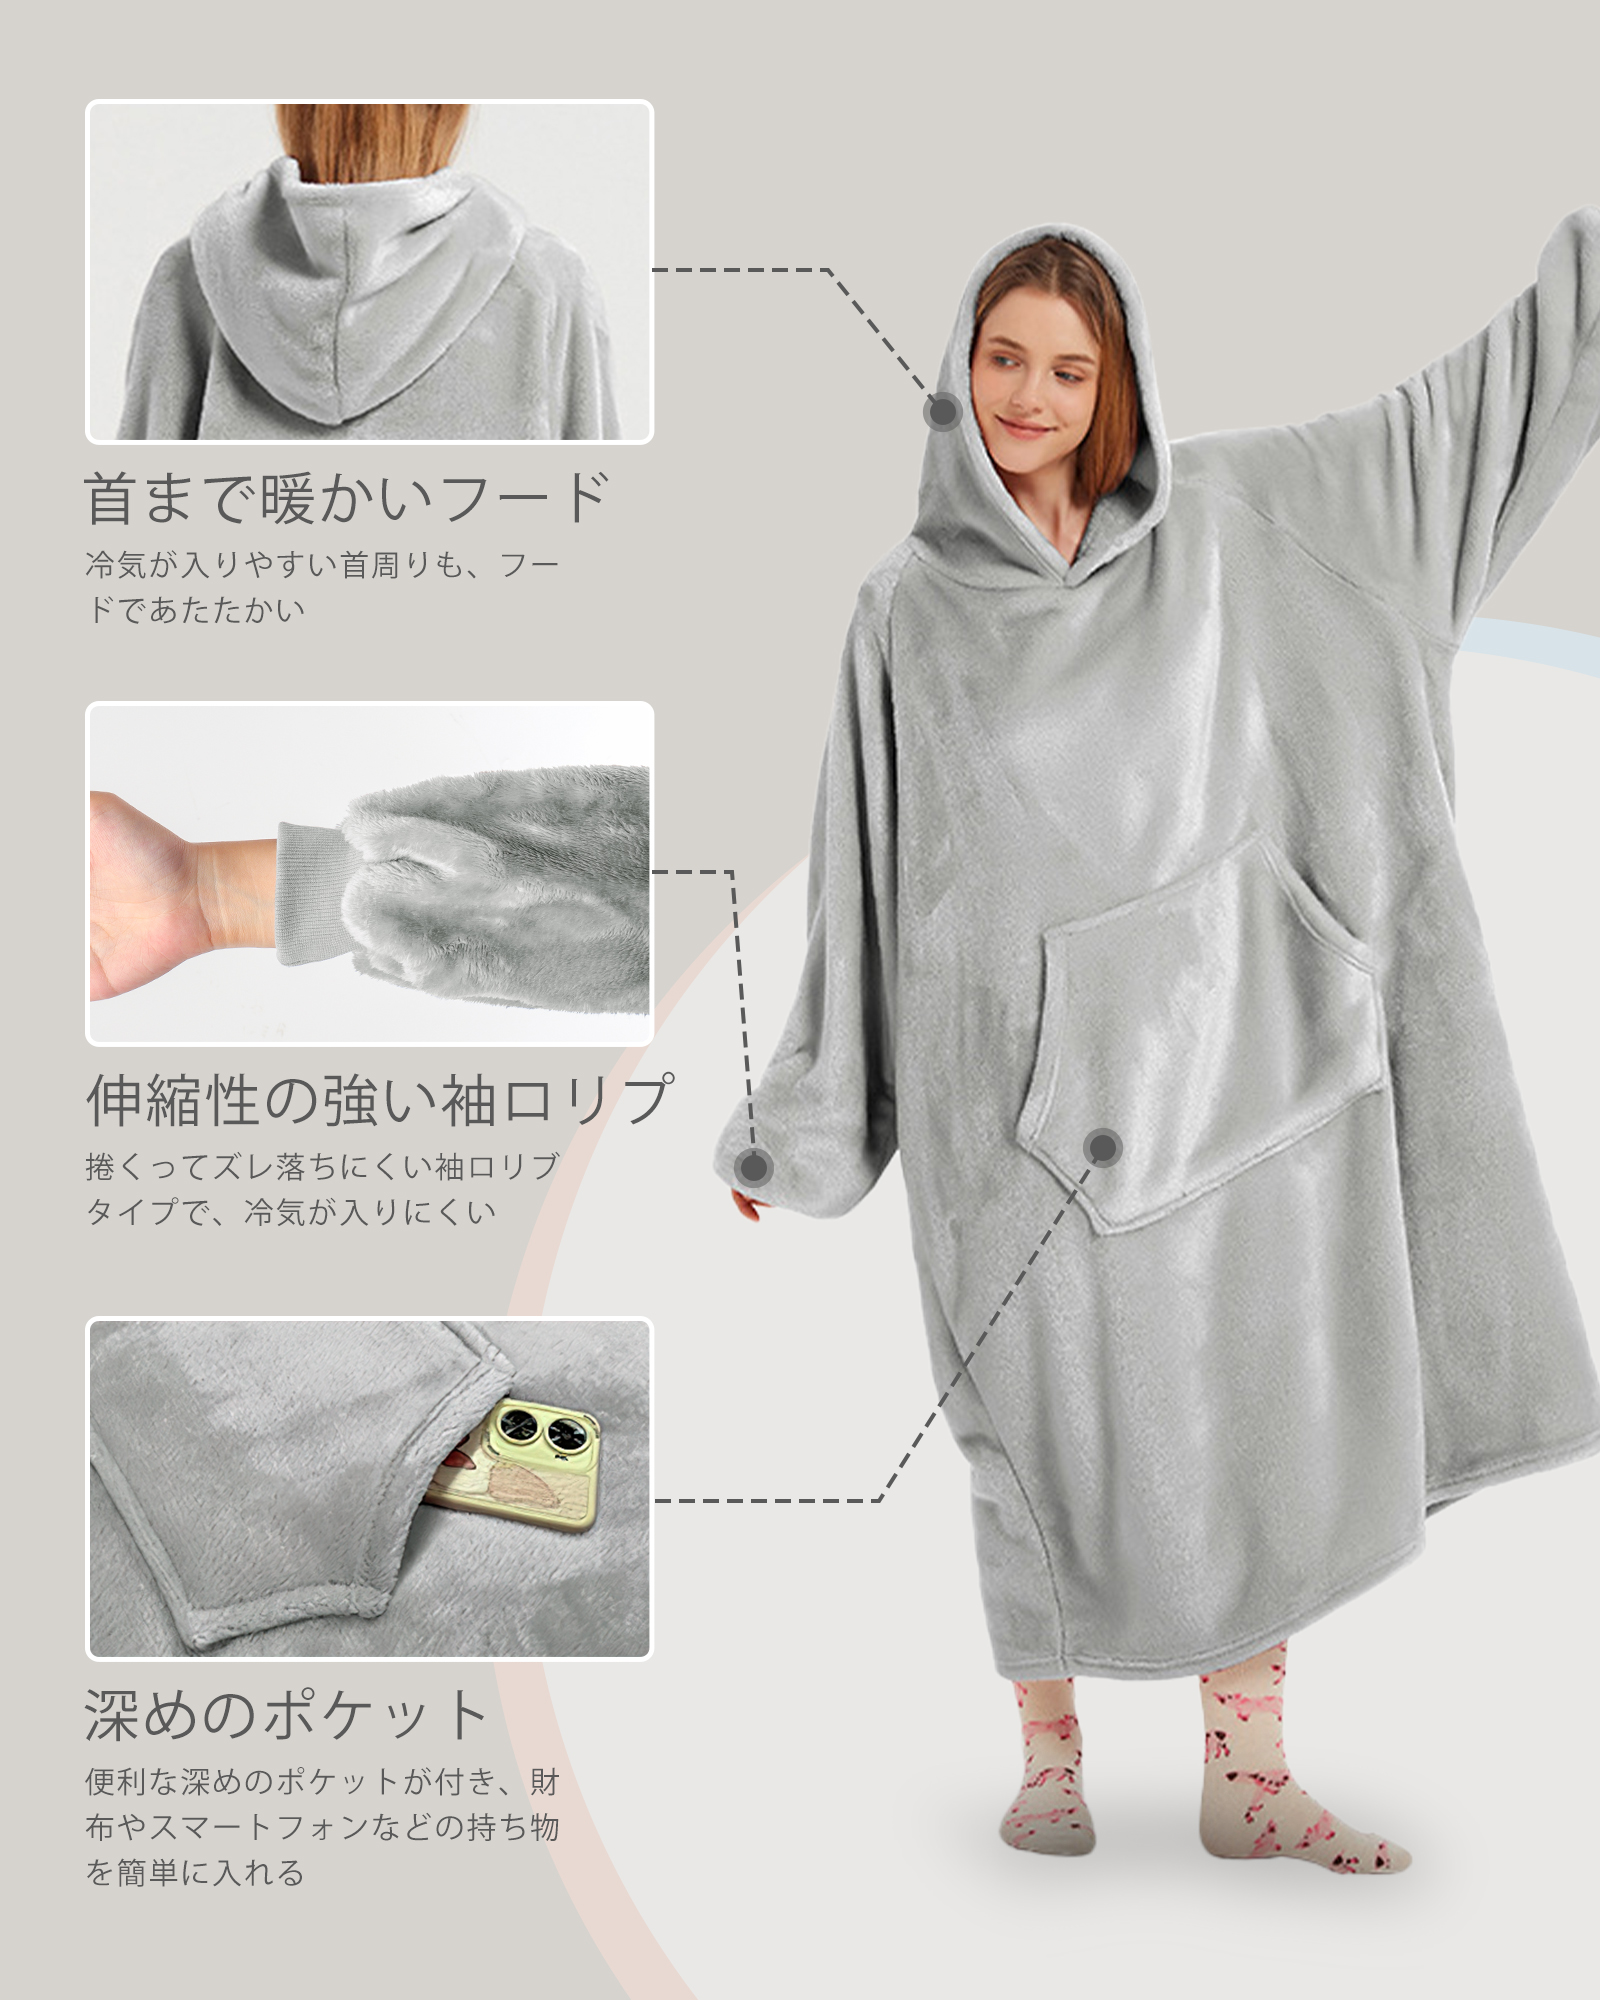 首まで暖かいフード
冷気が入りやすい首周りも、フー
ドであたたかい
伸縮性の強い袖口リプ
捲くってズレ落ちにくい袖口リブ
タイプで、冷気が入りにくい
深めのポケット
便利な深めのポケットが付き、財
布やスマートフォンなどの持ち物
を簡単に入れる